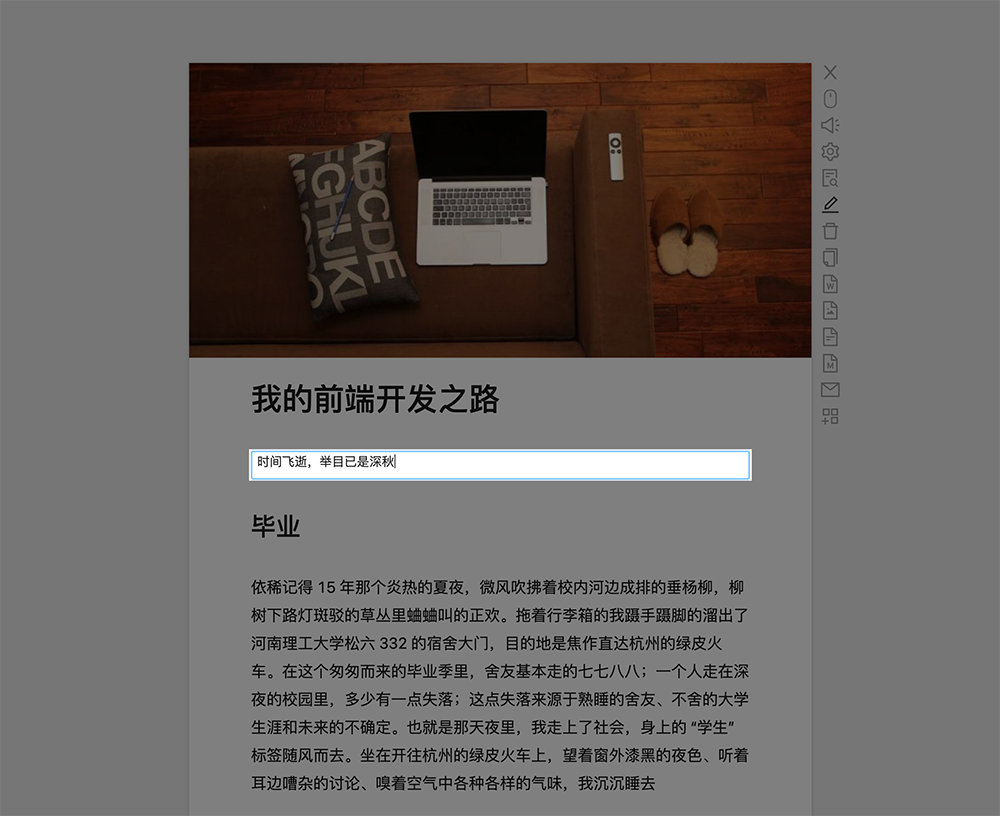 ABC
DE
FGHIJKL
我的前端开发之路
时间飞逝，举目已是深秋
毕业
依稀记得 15 年那个炎热的夏夜，微风吹拂着校内河边成排的垂杨柳，柳
树下路灯斑驳的草丛里蛐蛐叫的正欢。拖着行李箱的我蹑手蹑脚的溜出了
河南理工大学松六 332 的宿舍大门，目的地是焦作直达杭州的绿皮火
车。在这个匆匆而来的毕业季里，舍友基本走的七七八八；一个人走在深
夜的校园里，多少有一点失落；这点失落来源于熟睡的舍友、不舍的大学
生涯和未来的不确定。也就是那天夜里，我走上了社会，身上的 “学生”
标签随风而去。坐在开往杭州的绿皮火车上，望着窗外漆黑的夜色、听着
耳边嘈杂的讨论、嗅着空气中各种各样的气味，我沉沉睡去